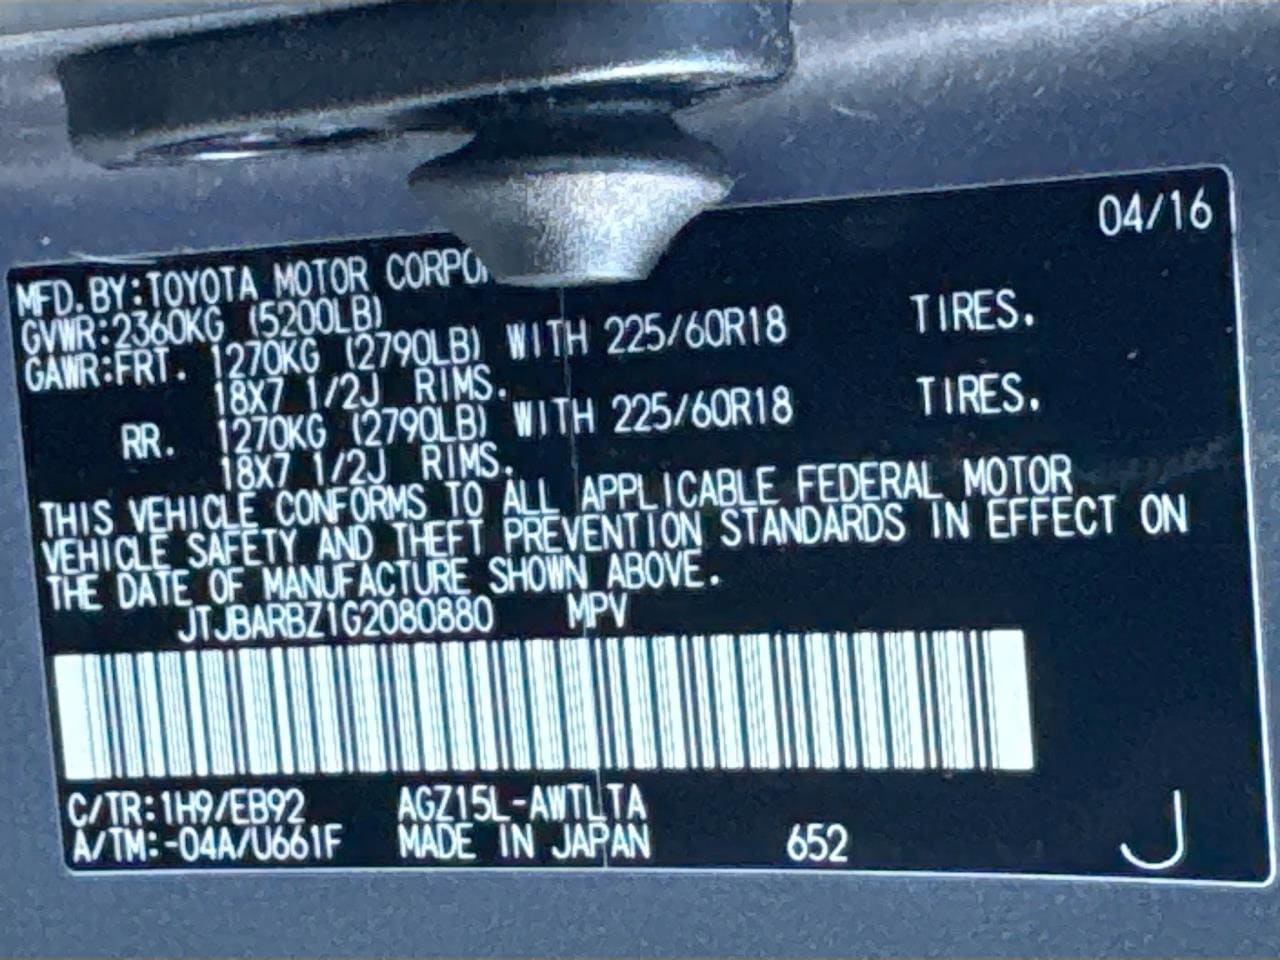 04/16
MFD.BY:TOYOTA MOTOR CORPO
GVWR:2360KG (5200LB)
GAWR:FRT. 1270KG (2790LB) WITH 225/60R18 TIRES.
18X7 1/2J RIMS.
RR. 1270KG (2790LB) WITH 225/60R18 TIRES.
18X7 1/2J RIMS.
THIS VEHICLE CONFORMS TO ALL APPLICABLE FEDERAL MOTOR
VEHICLE SAFETY AND THEFT PREVENTION STANDARDS IN EFFECT ON
THE DATE OF MANUFACTURE SHOWN ABOVE.
JTJBARBZ1G2080880 MPV
C/TR:1H9/EB92 AGZ15L-AWTLTA
A/TM:-04A/U661F MADE IN JAPAN 652 J